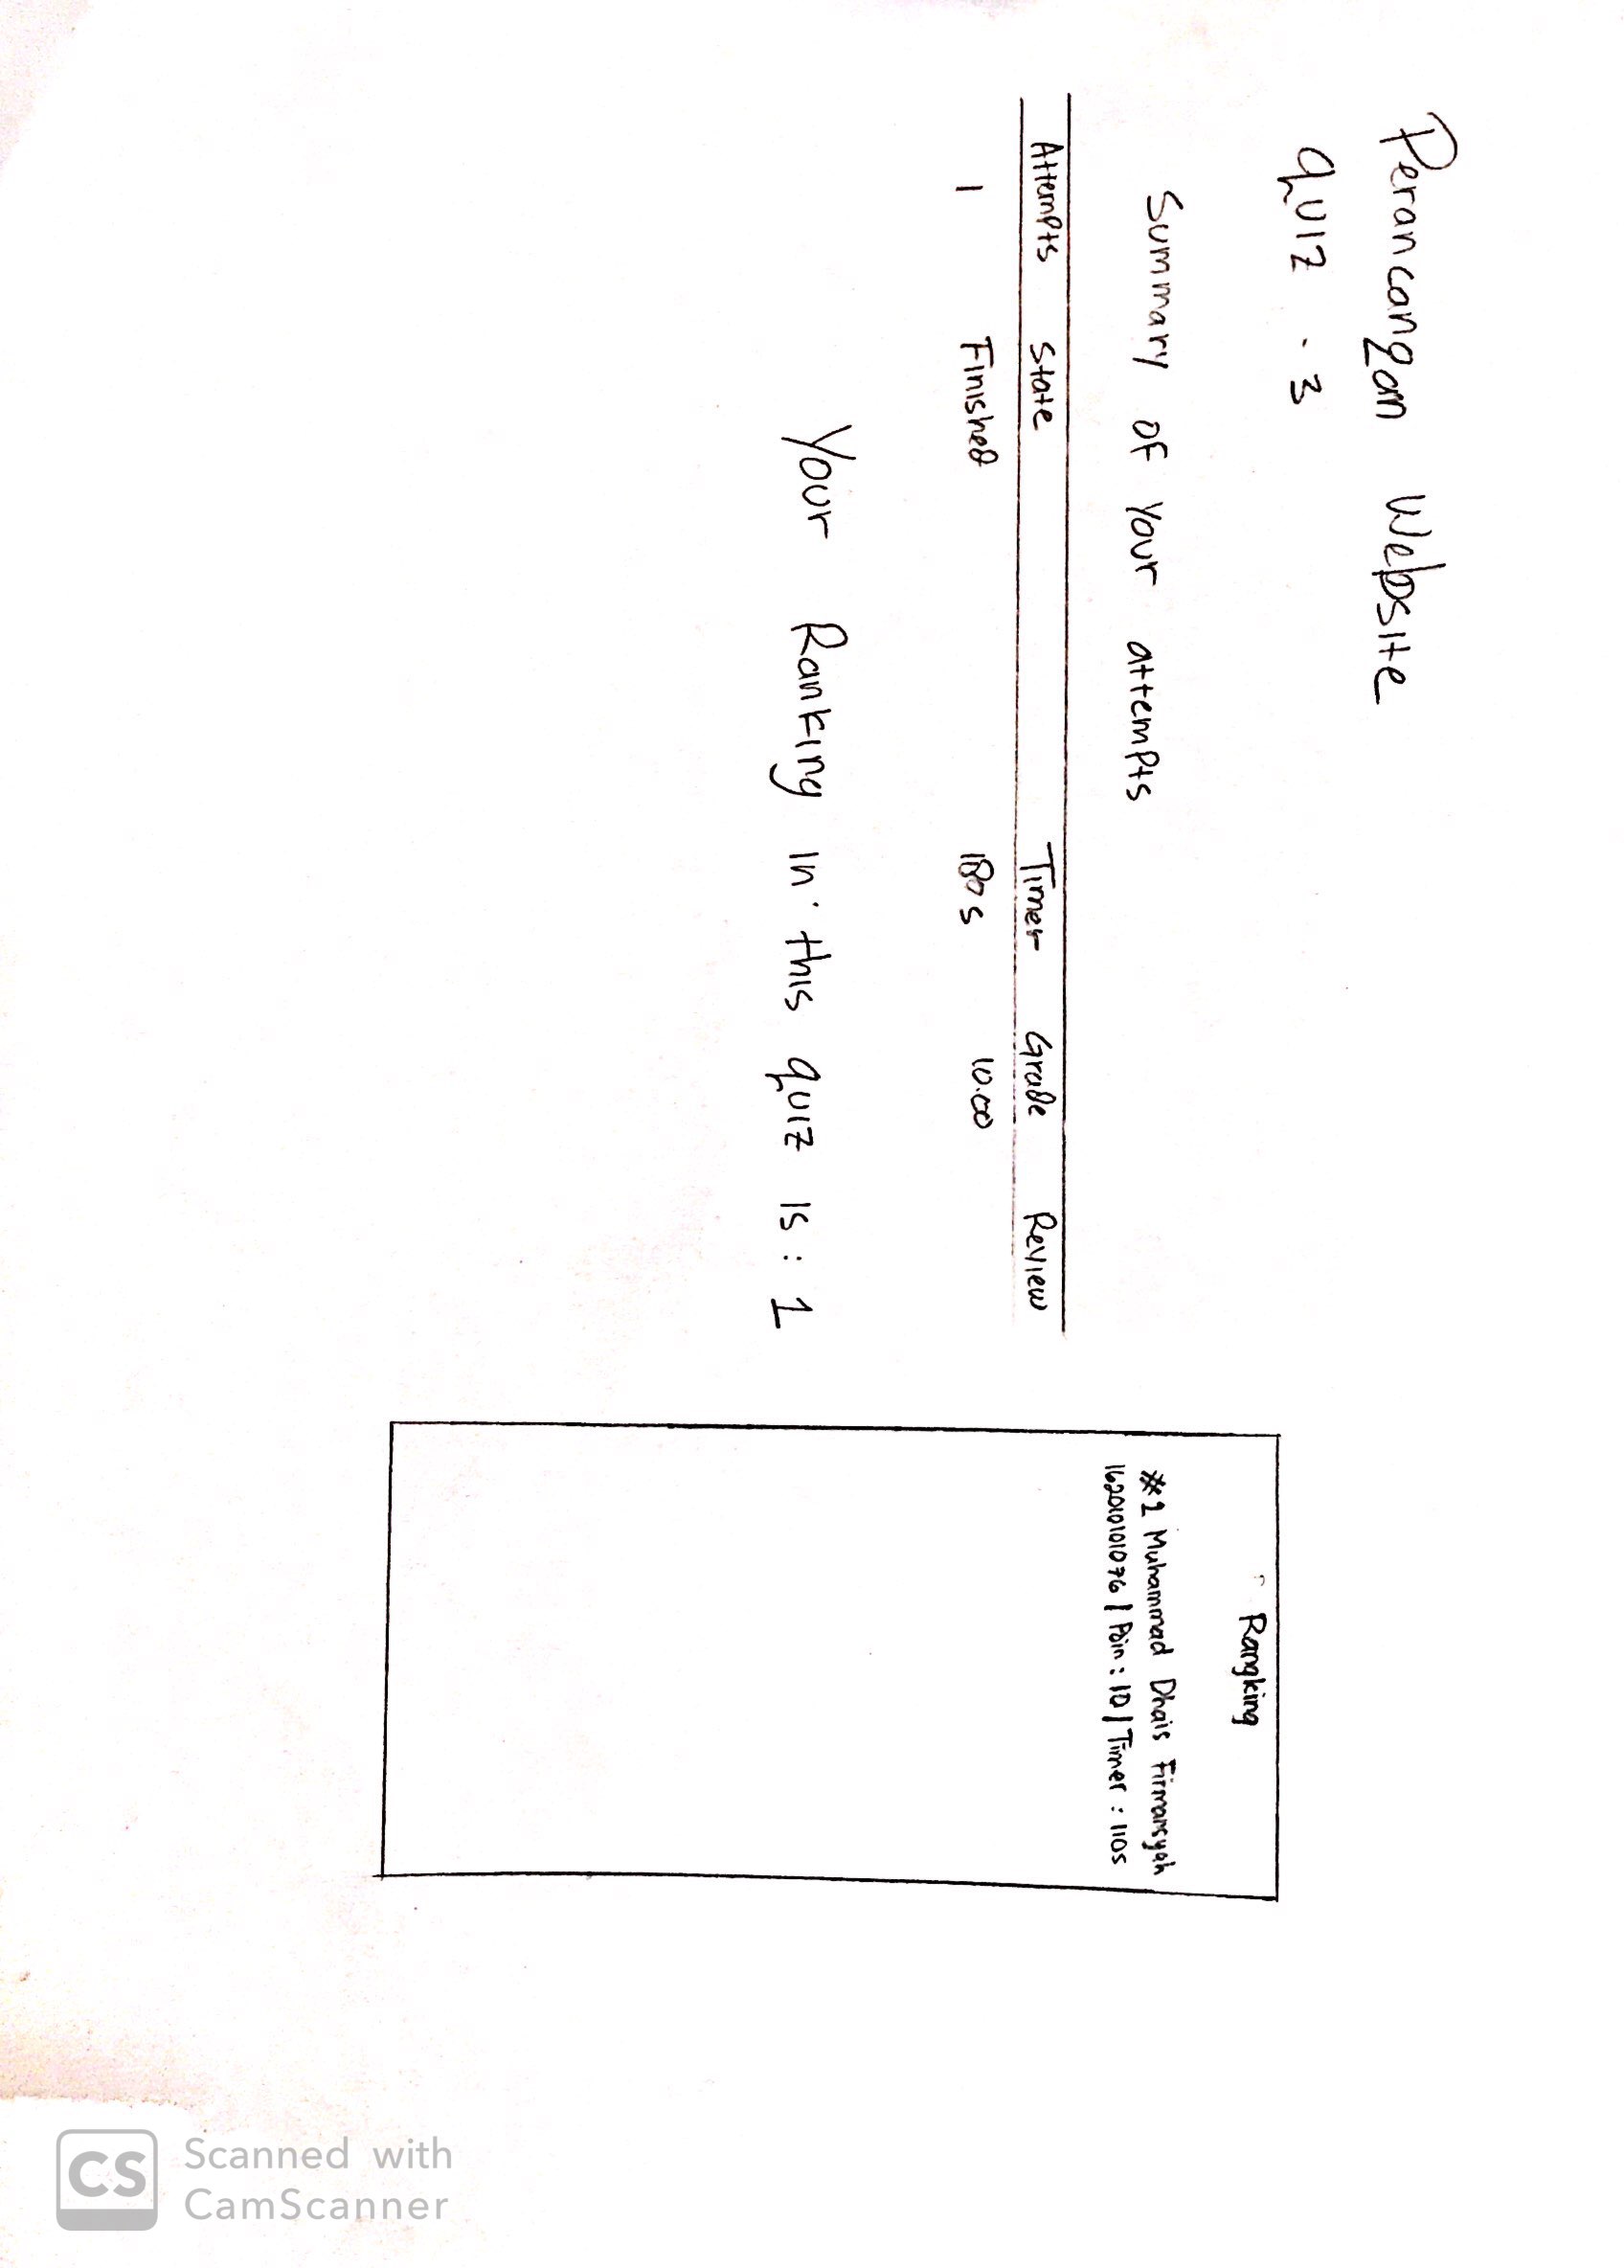 Perancangan Website
quiz . 3
Summary of Your attempts
Attempts State Timer Grade Review
1 Finished 180 s 10.00
Your Ranking in this quiz is : 1
Rangking
#1 Muhammad Dhais Firmansyah
16201010 1076 | Poin : 10 | Timer : 110s
CS Scanned with
CamScanner